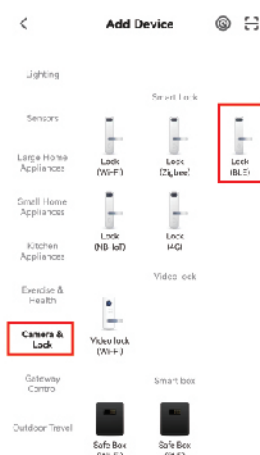 Add Device
Lighting
Smart Lock
Sensors
Lock
(Wi-Fi)
Lock
(Zigbee)
Lock
(BLE)
Large Home
Appliances
Small Home
Appliances
Lock
(NB-IoT)
Lock
(4G)
Kitchen
Appliances
Video lock
Exercise &
Health
Camera &
Lock
Video lock
(Wi-Fi)
Gateway
Control
Smart box
Outdoor Travel
Safe Box
Safe Box